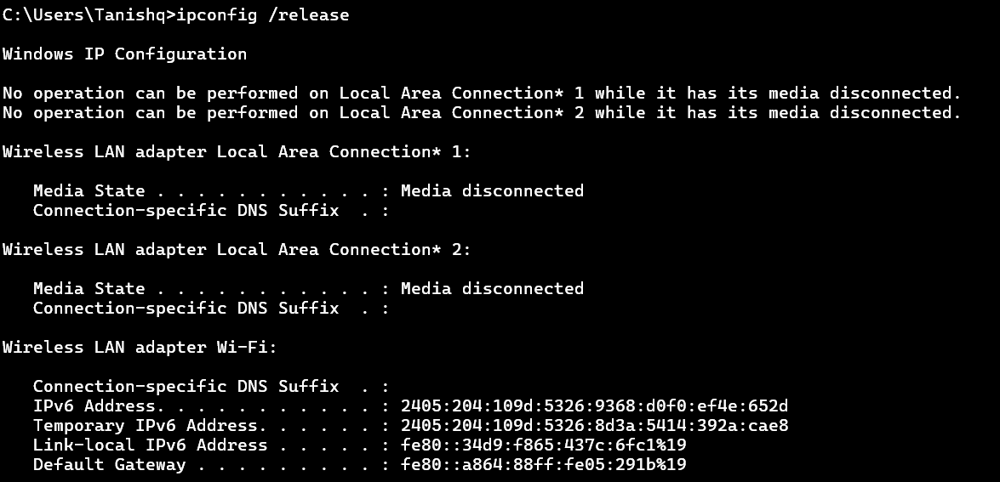 C:\Users\Tanishq>ipconfig /release
Windows IP Configuration
No operation can be performed on Local Area Connection* 1 while it has its media disconnected.
No operation can be performed on Local Area Connection* 2 while it has its media disconnected.
Wireless LAN adapter Local Area Connection* 1:
   Media State . . . . . . . . . . . : Media disconnected
   Connection-specific DNS Suffix  . :
Wireless LAN adapter Local Area Connection* 2:
   Media State . . . . . . . . . . . : Media disconnected
   Connection-specific DNS Suffix  . :
Wireless LAN adapter Wi-Fi:
   Connection-specific DNS Suffix  . :
   IPv6 Address. . . . . . . . . . . : 2405:204:109d:5326:9368:d0f0:ef4e:652d
   Temporary IPv6 Address. . . . . . : 2405:204:109d:5326:8d3a:5414:392a:cae8
   Link-local IPv6 Address . . . . . : fe80::34d9:f865:437c:6fc1%19
   Default Gateway . . . . . . . . . : fe80::a864:88ff:fe05:291b%19